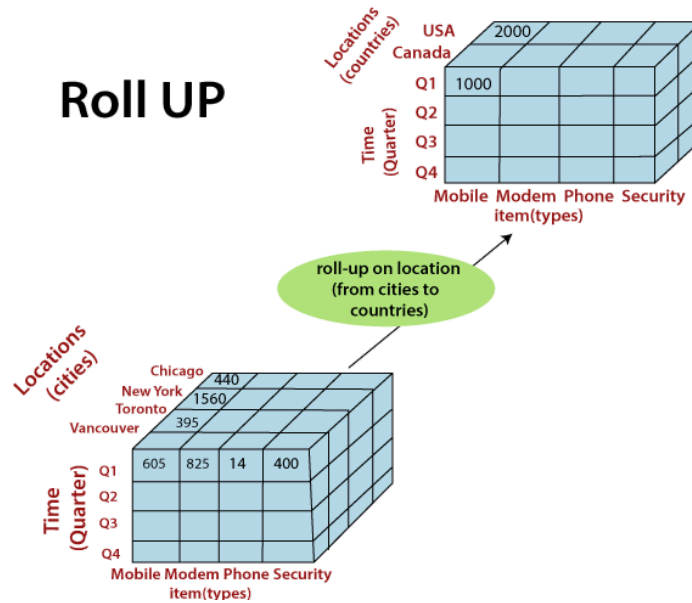 Roll UP
Locations
(countries)
USA
Canada
2000
Time
(Quarter)
Q1
1000
Q2
Q3
Q4
Mobile Modem Phone Security
item(types)
roll-up on location
(from cities to
countries)
Locations
(cities)
Chicago
440
New York
1560
Toronto
395
Vancouver
Time
(Quarter)
Q1
605 825 14 400
Q2
Q3
Q4
Mobile Modem Phone Security
item(types)